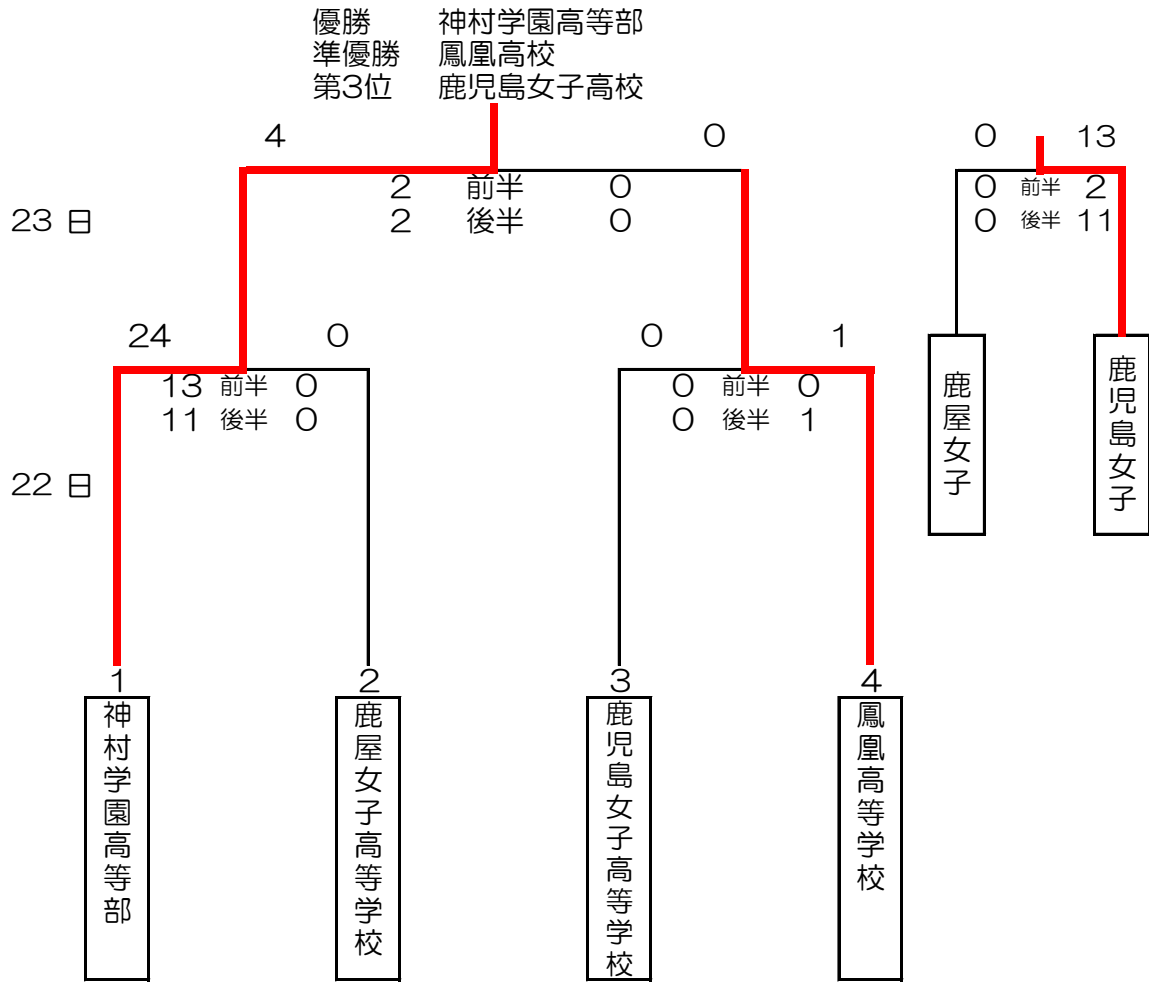 優勝 神村学園高等部
準優勝 鳳凰高校
第3位 鹿児島女子高校
4 0
0 13
2 前半 0
0 前半 2
23 日
2 後半 0
0 後半 11
24 0
0 1
13 前半 0
0 前半 0
11 後半 0
0 後半 1
鹿屋女子
鹿児島女子
22 日
1 2 3 4
神村学園高等部
鹿屋女子高等学校
鹿児島女子高等学校
鳳凰高等学校